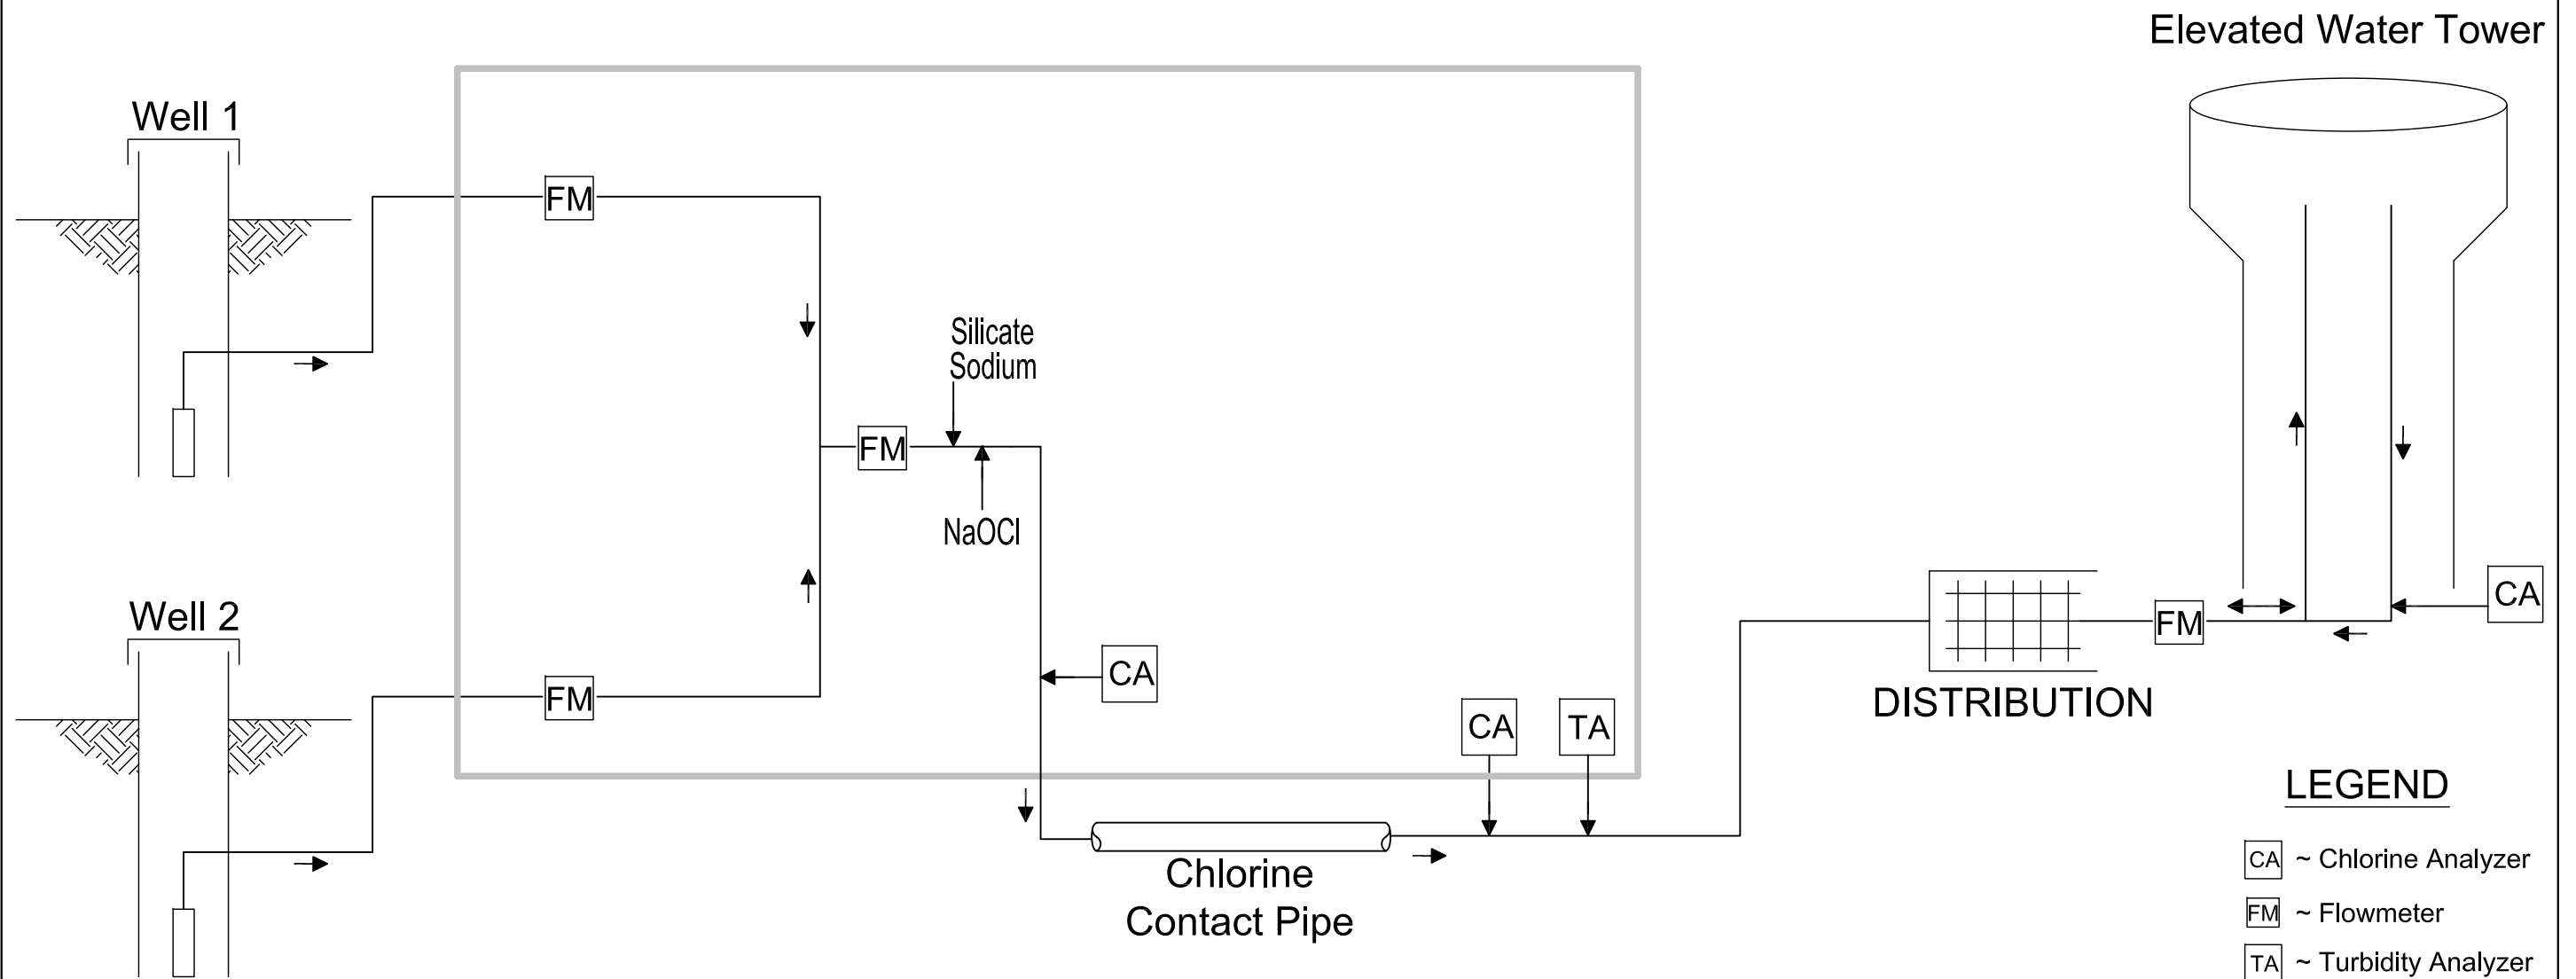 Elevated Water Tower
Well 1
FM
Silicate
Sodium
FM
NaOCl
Well 2
FM
CA
CA
TA
Chlorine
Contact Pipe
DISTRIBUTION
FM
CA
LEGEND
CA ~ Chlorine Analyzer
FM ~ Flowmeter
TA ~ Turbidity Analyzer